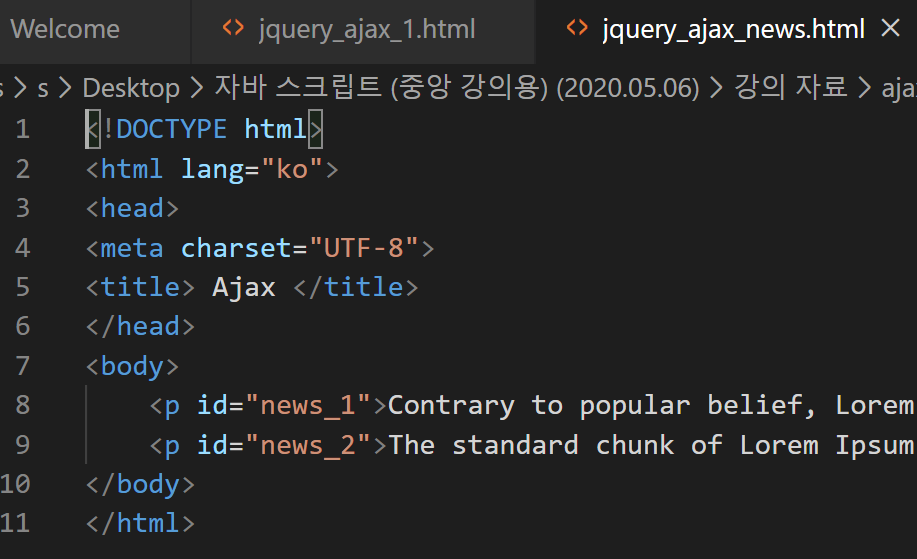 Welcome <> jquery_ajax_1.html <> jquery_ajax_news.html ×
s > s > Desktop > 자바 스크립트 (중앙 강의용) (2020.05.06) > 강의 자료 > ajax
1 <!DOCTYPE html>
2 <html lang="ko">
3 <head>
4 <meta charset="UTF-8">
5 <title> Ajax </title>
6 </head>
7 <body>
8 <p id="news_1">Contrary to popular belief, Lorem
9 <p id="news_2">The standard chunk of Lorem Ipsum
10 </body>
11 </html>